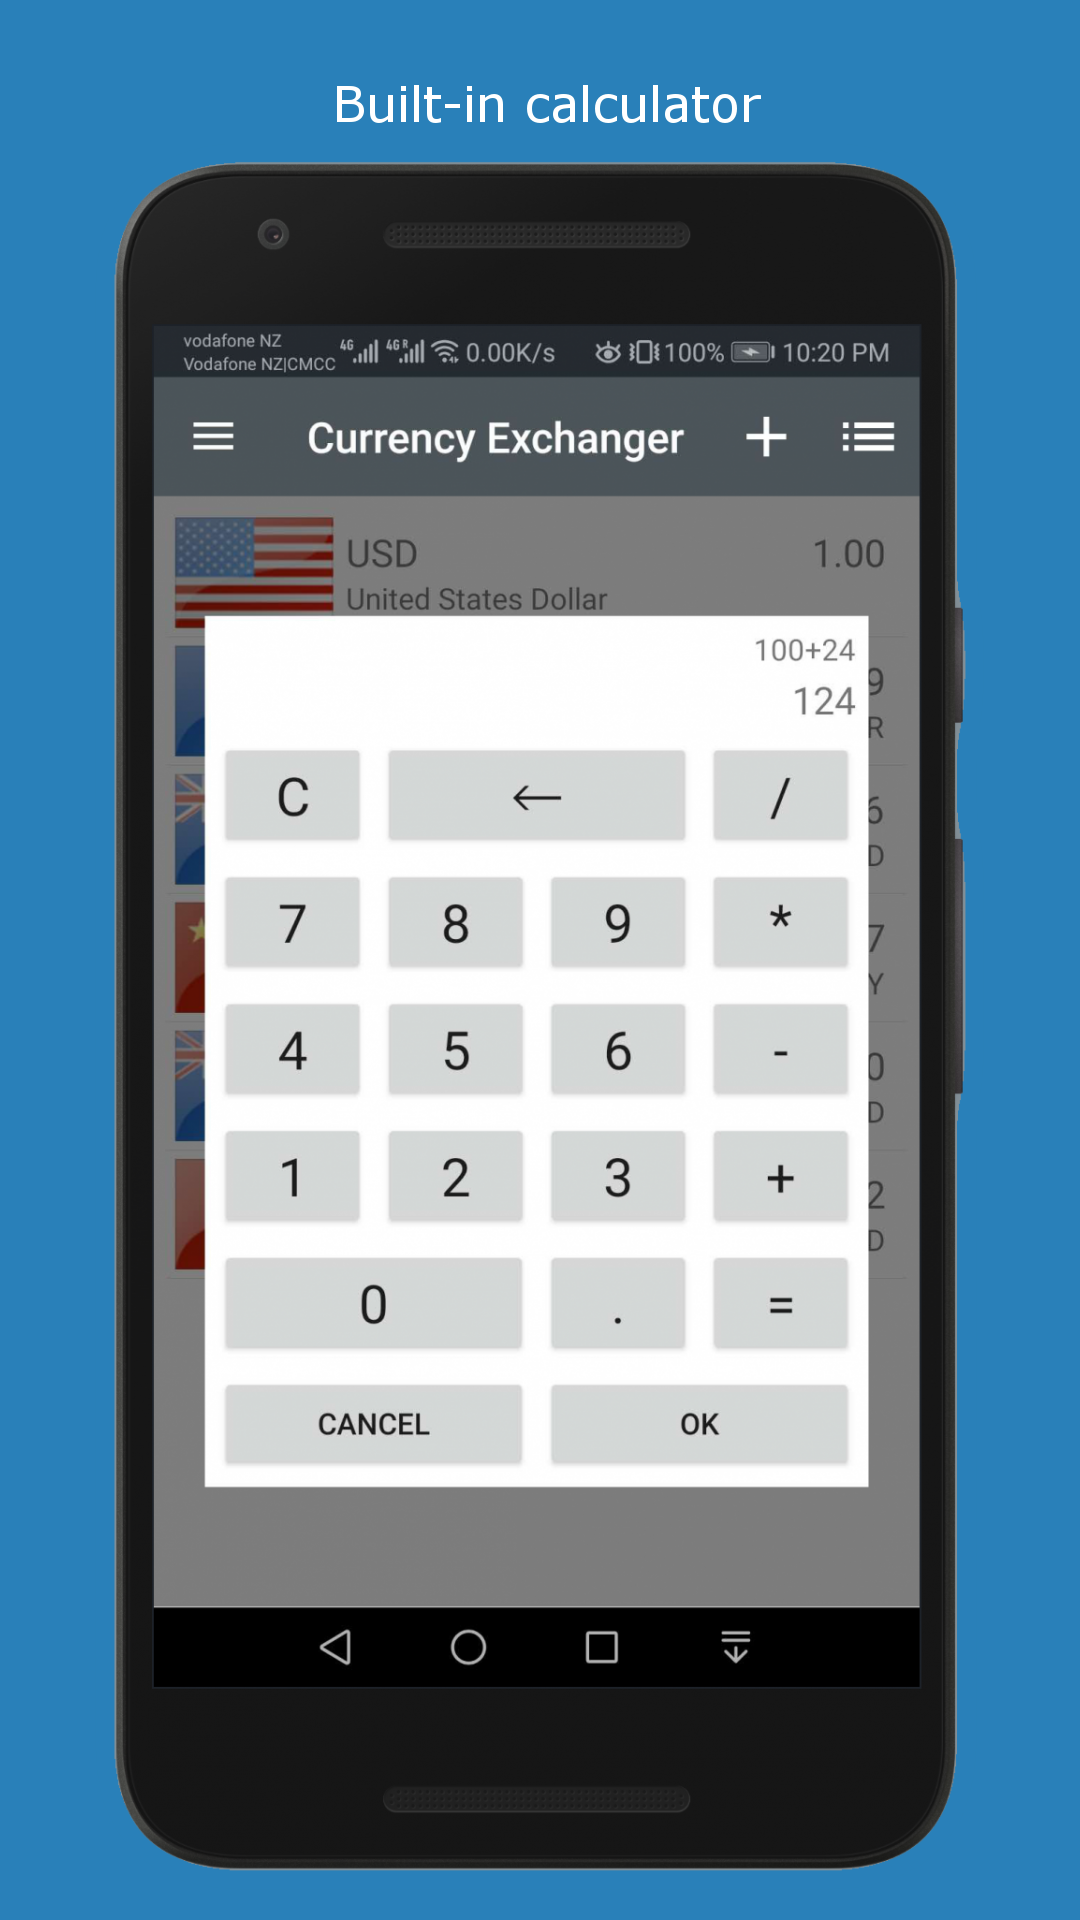 Built-in calculator
vodafone NZ
Vodafone NZ|CMCC
4G 4G R 0.00K/s 100% 10:20 PM
Currency Exchanger
USD 1.00
United States Dollar
100+24
124
9
R
C ← /
6
D
7 8 9 *
7
Y
4 5 6 -
0
D
1 2 3 +
2
D
0 . =
CANCEL OK